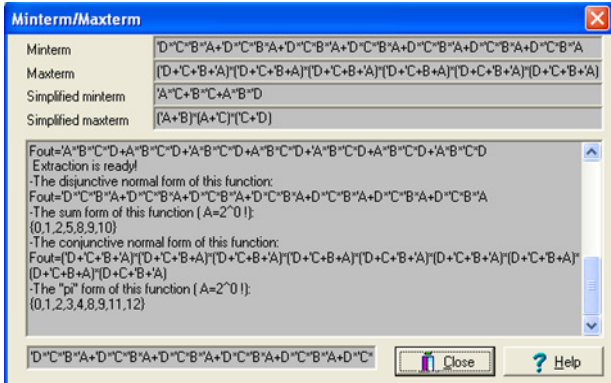 Minterm/Maxterm
Minterm
'D*'C*'B*'A+'D*'C*'B*A+'D*'C*B*'A+'D*C*'B*A+D*'C*'B*'A+D*'C*'B*A+D*'C*B*'A
Maxterm
('D+'C+'B+'A)*('D+'C+'B+A)*('D+'C+B+'A)*('D+'C+B+A)*('D+C+'B+'A)*(D+'C+'B+'A)
Simplified minterm
'A*'C+'B*'C+A*'B*'D
Simplified maxterm
('A+'B)*(A+'C)*('C+'D)
Extraction is ready!
-The disjunctive normal form of this function:
Fout='D*'C*'B*'A+'D*'C*'B*A+'D*'C*B*'A+'D*C*'B*A+D*'C*'B*'A+D*'C*'B*A+D*'C*B*'A
-The sum form of this function ( A=2^0 !):
{0,1,2,5,8,9,10}
-The conjunctive normal form of this function:
Fout=('D+'C+'B+'A)*('D+'C+'B+A)*('D+'C+B+'A)*('D+'C+B+A)*('D+C+'B+'A)*(D+'C+'B+'A)*('D+'C+'B+A)*
(D+'C+B+A)*(D+C+'B+'A)
-The "pi" form of this function ( A=2^0 !):
{0,1,2,3,4,8,9,11,12}
'D*'C*'B*'A+'D*'C*'B*A+'D*'C*B*'A+'D*C*'B*A+D*'C*'B*'A+D*'C*
Close
Help